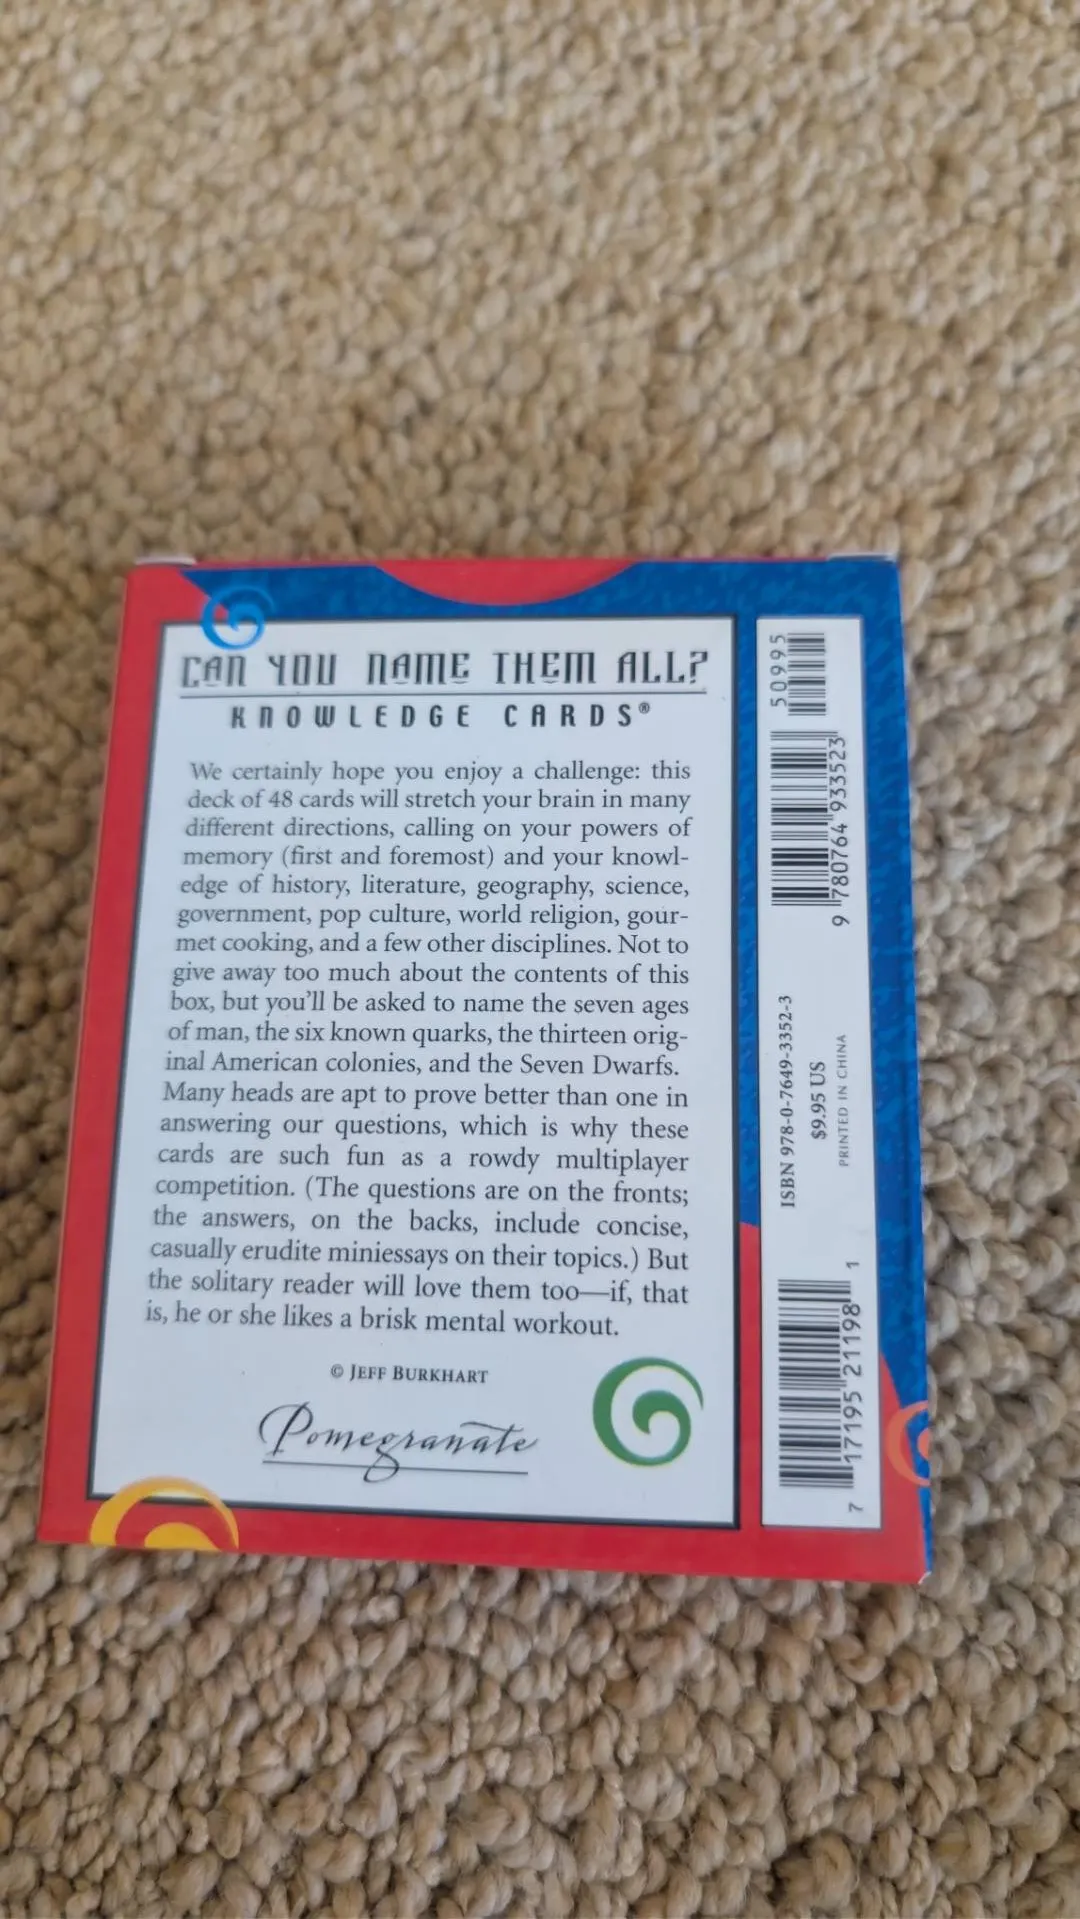 CAN YOU NAME THEM ALL?
KNOWLEDGE CARDS®
We certainly hope you enjoy a challenge: this
deck of 48 cards will stretch your brain in many
different directions, calling on your powers of
memory (first and foremost) and your knowl-
edge of history, literature, geography, science,
government, pop culture, world religion, gour-
met cooking, and a few other disciplines. Not to
give away too much about the contents of this
box, but you'll be asked to name the seven ages
of man, the six known quarks, the thirteen orig-
inal American colonies, and the Seven Dwarfs.
Many heads are apt to prove better than one in
answering our questions, which is why these
cards are such fun as a rowdy multiplayer
competition. (The questions are on the fronts;
the answers, on the backs, include concise,
casually erudite miniessays on their topics.) But
the solitary reader will love them too—if, that
is, he or she likes a brisk mental workout.
© JEFF BURKHART
Pomegranate
50995
9 780764 933523
ISBN 978-0-7649-3352-3
$9.95 US
PRINTED IN CHINA
7 17195 21198 1